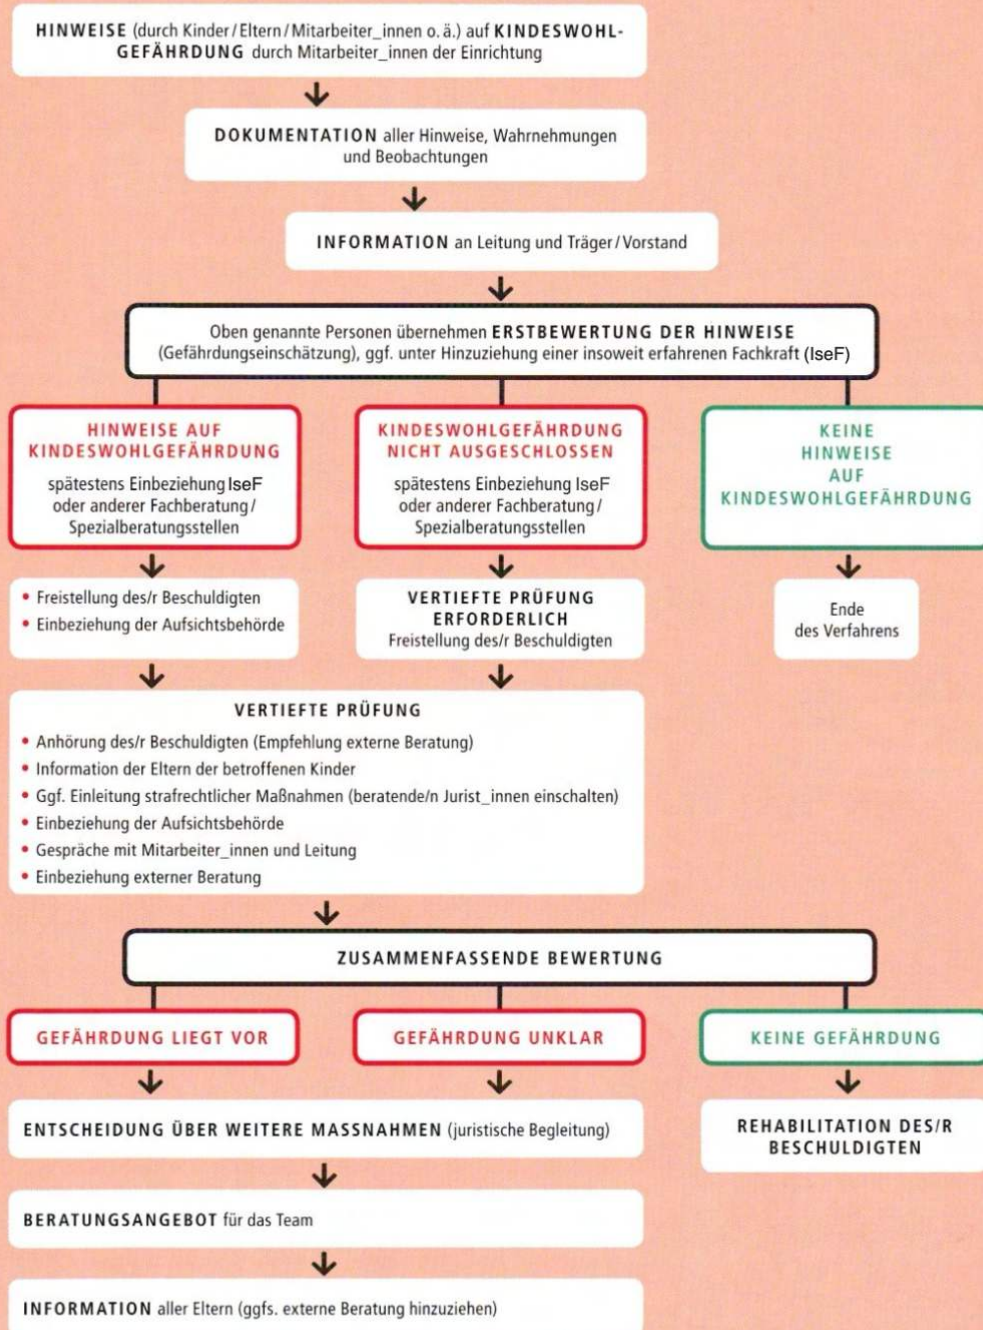 HINWEISE (durch Kinder/Eltern/Mitarbeiter_innen o. ä.) auf KINDESWOHL-
GEFÄHRDUNG durch Mitarbeiter_innen der Einrichtung
DOKUMENTATION aller Hinweise, Wahrnehmungen
und Beobachtungen
INFORMATION an Leitung und Träger/Vorstand
Oben genannte Personen übernehmen ERSTBEWERTUNG DER HINWEISE
(Gefährdungseinschätzung), ggf. unter Hinzuziehung einer insoweit erfahrenen Fachkraft (IseF)
HINWEISE AUF
KINDESWOHLGEFÄHRDUNG
spätestens Einbeziehung IseF
oder anderer Fachberatung/
Spezialberatungsstellen
KINDESWOHLGEFÄHRDUNG
NICHT AUSGESCHLOSSEN
spätestens Einbeziehung IseF
oder anderer Fachberatung/
Spezialberatungsstellen
KEINE
HINWEISE
AUF
KINDESWOHLGEFÄHRDUNG
• Freistellung des/r Beschuldigten
• Einbeziehung der Aufsichtsbehörde
VERTIEFTE PRÜFUNG
ERFORDERLICH
Freistellung des/r Beschuldigten
Ende
des Verfahrens
VERTIEFTE PRÜFUNG
• Anhörung des/r Beschuldigten (Empfehlung externe Beratung)
• Information der Eltern der betroffenen Kinder
• Ggf. Einleitung strafrechtlicher Maßnahmen (beratende/n Jurist_innen einschalten)
• Einbeziehung der Aufsichtsbehörde
• Gespräche mit Mitarbeiter_innen und Leitung
• Einbeziehung externer Beratung
ZUSAMMENFASSENDE BEWERTUNG
GEFÄHRDUNG LIEGT VOR
GEFÄHRDUNG UNKLAR
KEINE GEFÄHRDUNG
ENTSCHEIDUNG ÜBER WEITERE MASSNAHMEN (juristische Begleitung)
REHABILITATION DES/R
BESCHULDIGTEN
BERATUNGSANGEBOT für das Team
INFORMATION aller Eltern (ggfs. externe Beratung hinzuziehen)